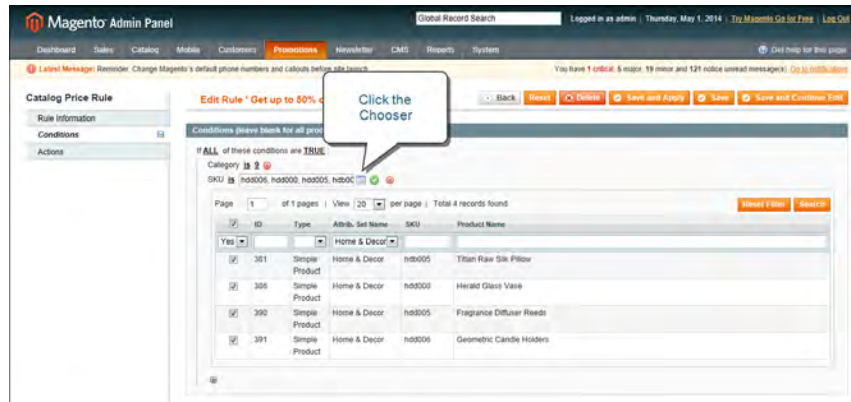 Magento Admin Panel
Global Record Search
Logged in as admin | Thursday, May 1, 2014 | Try Magento Go for Free | Log Out
Dashboard Sales Catalog Mobile Customers Promotions Newsletter CMS Reports System
Get help for this page
Latest Message: Reminder: Change Magento's default phone numbers and callouts before site launch
You have 1 critical, 5 major, 19 minor and 121 notice unread message(s). Go to notifications
Catalog Price Rule
Rule Information
Conditions
Actions
Edit Rule ' Get up to 50%
Back Reset Delete Save and Apply Save Save and Continue Edit
Click the
Chooser
Conditions (leave blank for all
If ALL of these conditions are TRUE
Category is 9
SKU is hdd006, hdd000, hdd005, hdb00
Page 1 of 1 pages | View 20 per page | Total 4 records found
Reset Filter Search
ID Type Attrib. Set Name SKU Product Name
Yes Home & Decor
381 Simple Product Home & Decor hdb005 Titian Raw Silk Pillow
386 Simple Product Home & Decor hdd000 Herald Glass Vase
390 Simple Product Home & Decor hdd005 Fragrance Diffuser Reeds
391 Simple Product Home & Decor hdd006 Geometric Candle Holders